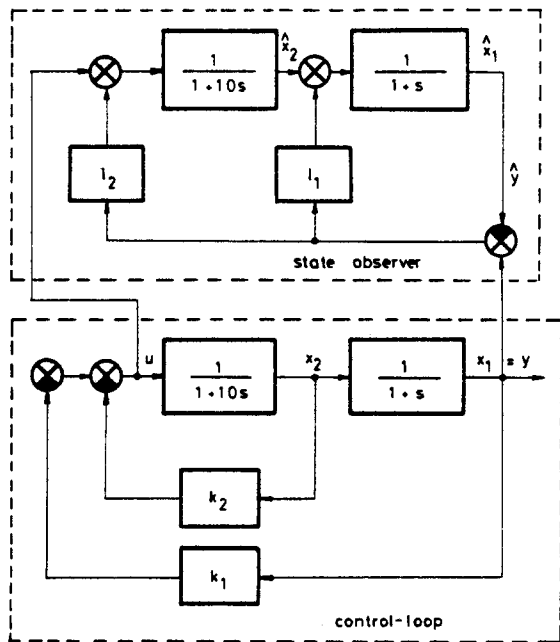 x̂₂
x̂₁
1
1+10s
1
1+s
l₂
l₁
ŷ
state observer
u
1
1+10s
x₂
1
1+s
x₁ = y
k₂
k₁
control-loop